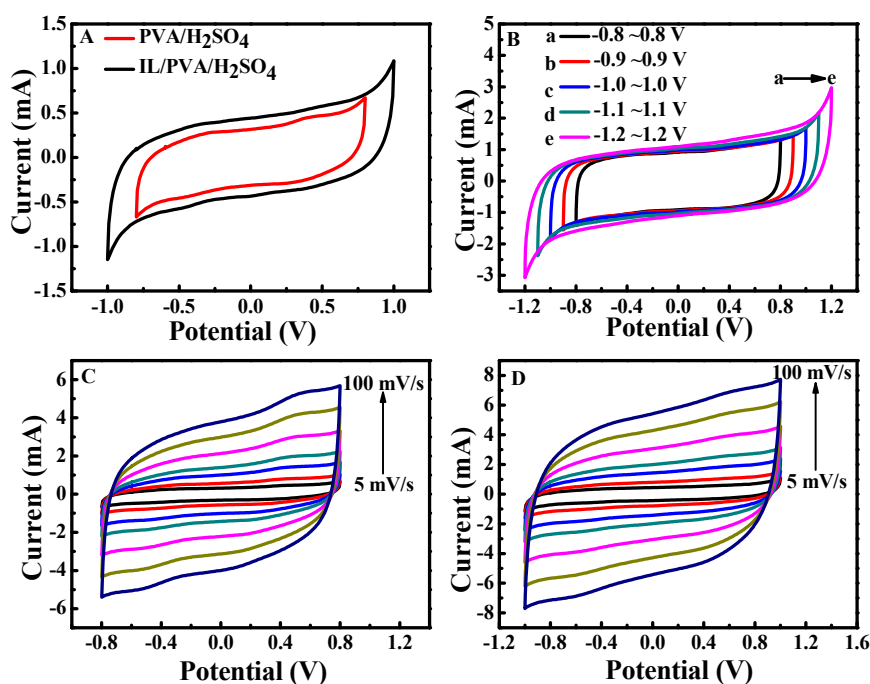 A
PVA/H2SO4
IL/PVA/H2SO4
1.5
1.0
0.5
0.0
-0.5
-1.0
-1.5
Current (mA)
-1.0 -0.5 0.0 0.5 1.0
Potential (V)
B
a -0.8 ~0.8 V
b -0.9 ~0.9 V
c -1.0 ~1.0 V
d -1.1 ~1.1 V
e -1.2 ~1.2 V
a e
5
4
3
2
1
0
-1
-2
-3
Current (mA)
-1.2 -0.8 -0.4 0.0 0.4 0.8 1.2
Potential (V)
C
100 mV/s
5 mV/s
6
4
2
0
-2
-4
-6
Current (mA)
-0.8 -0.4 0.0 0.4 0.8 1.2
Potential (V)
D
100 mV/s
5 mV/s
8
6
4
2
0
-2
-4
-6
-8
Current (mA)
-1.0 -0.4 0.0 0.4 1.0 1.6
Potential (V)